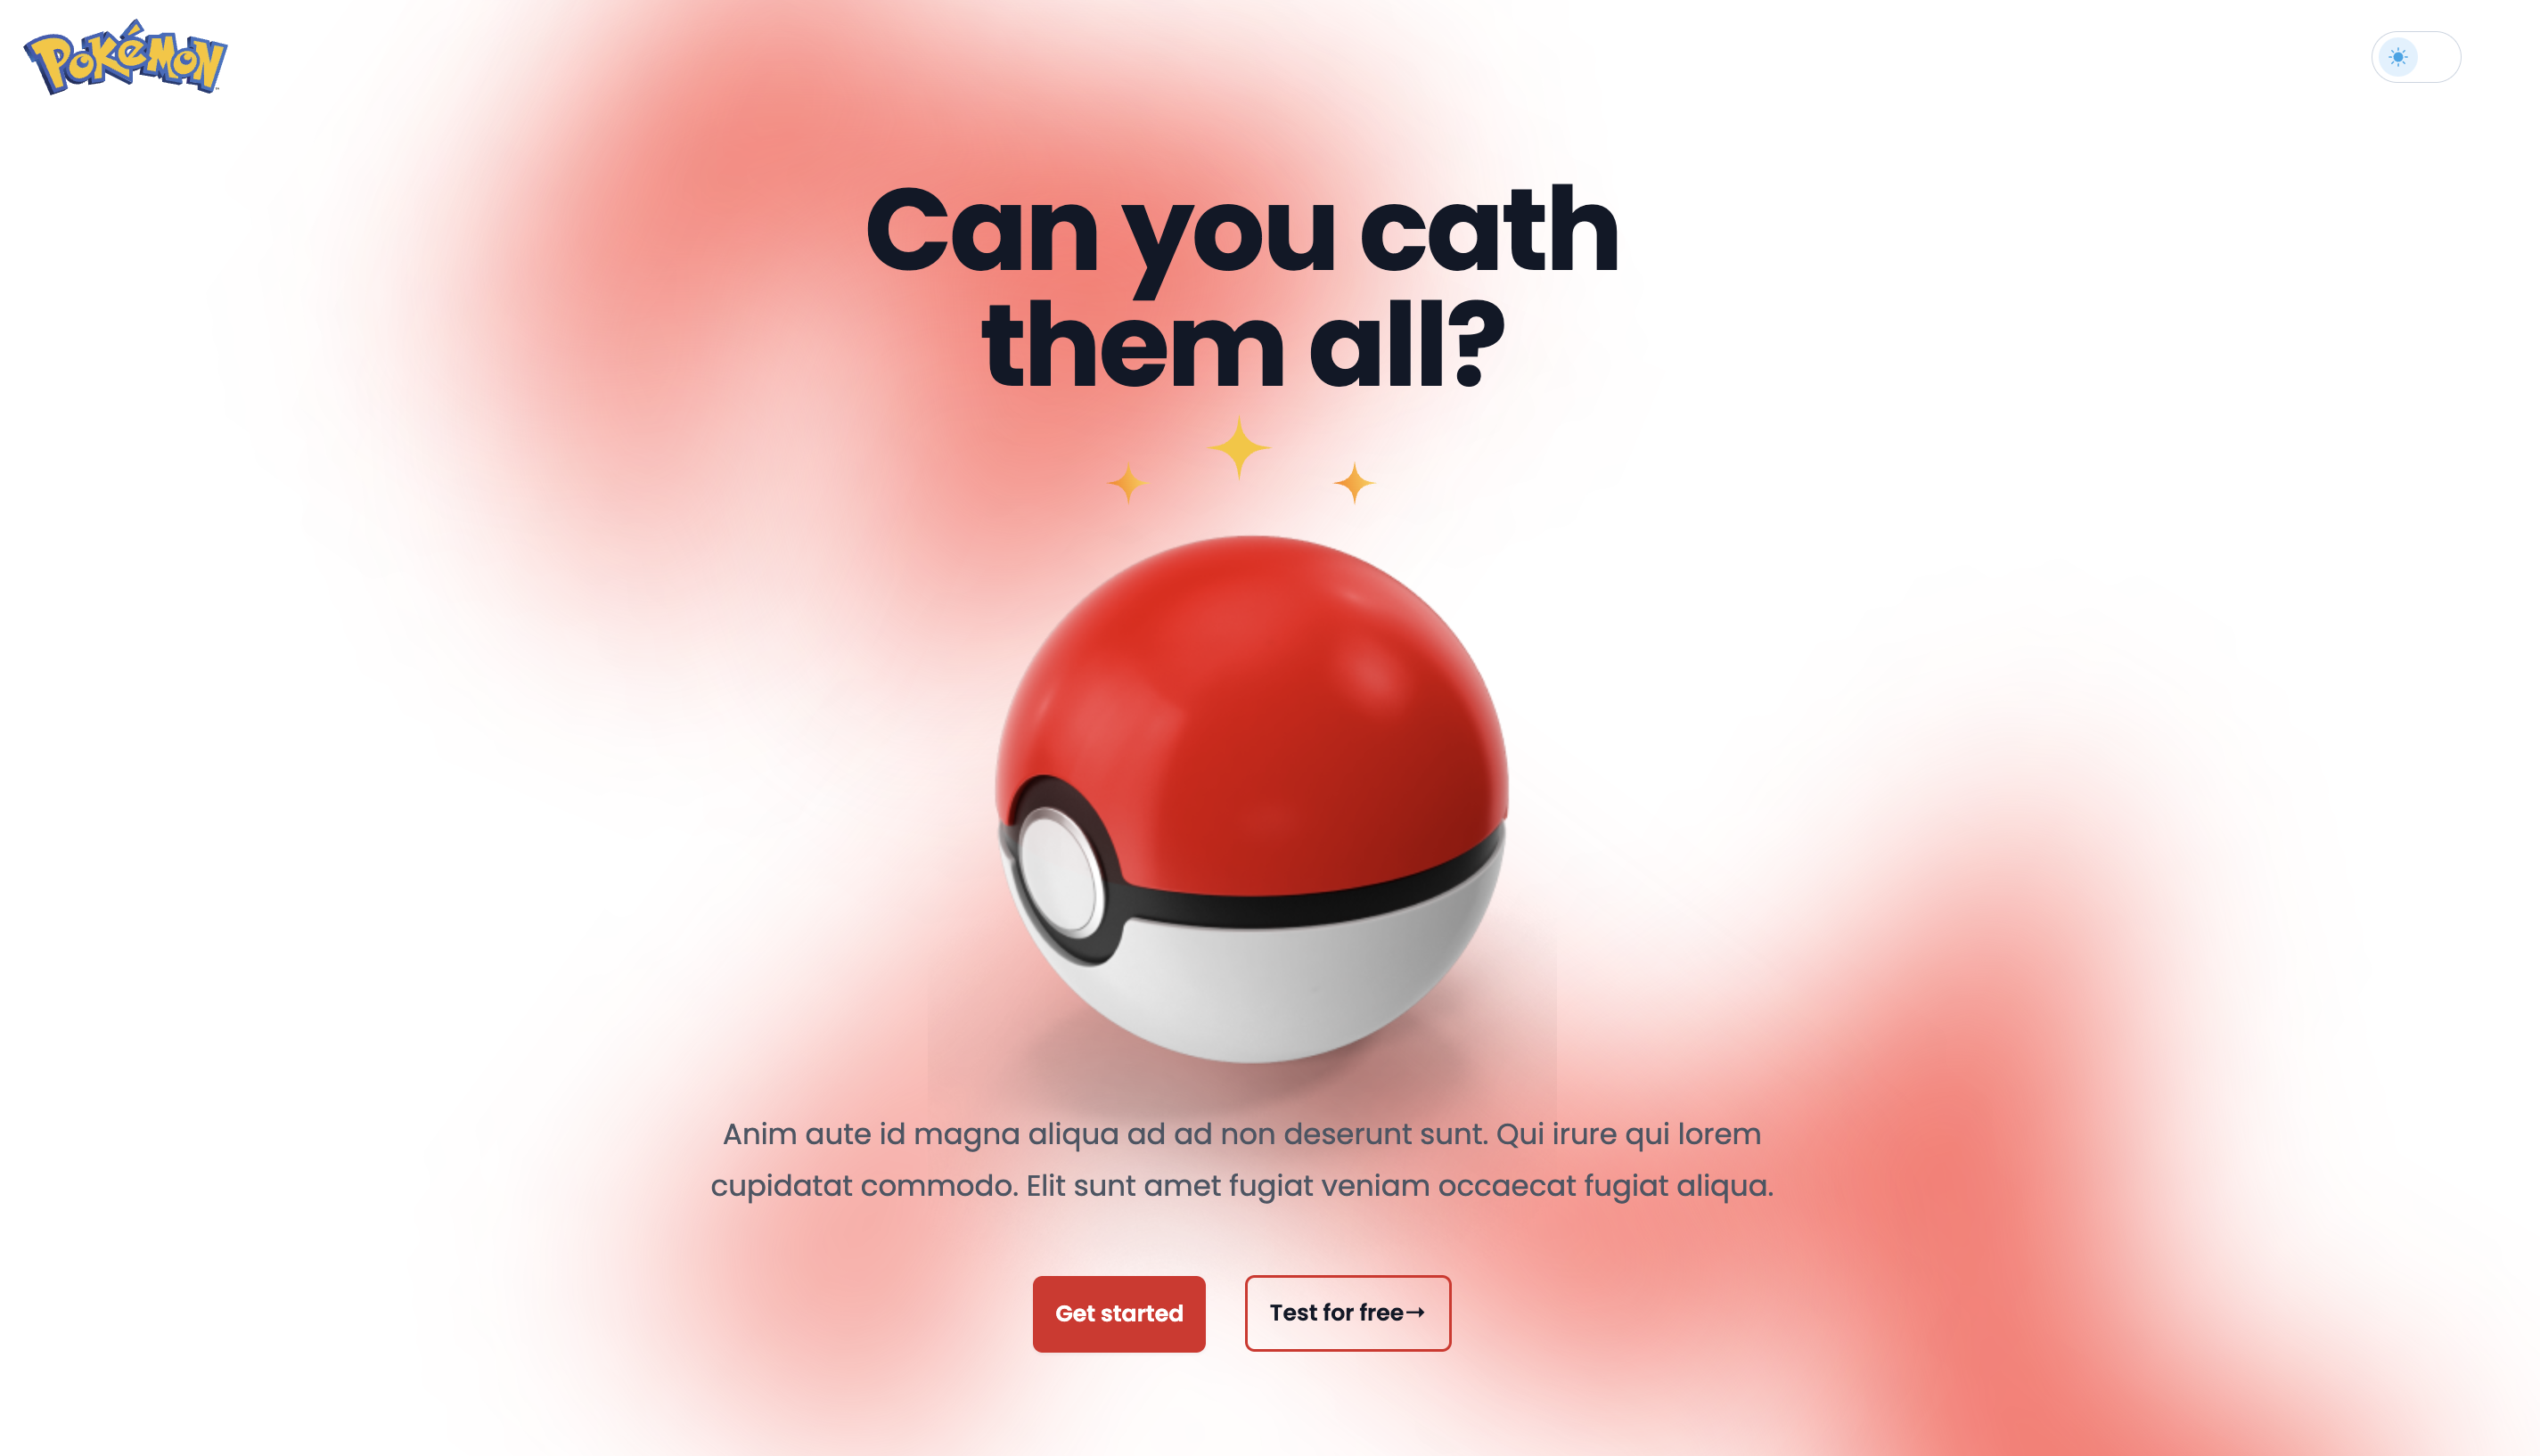 Pokémon
Can you cath
them all?
Anim aute id magna aliqua ad ad non deserunt sunt. Qui irure qui lorem
cupidatat commodo. Elit sunt amet fugiat veniam occaecat fugiat aliqua.
Get started
Test for free→